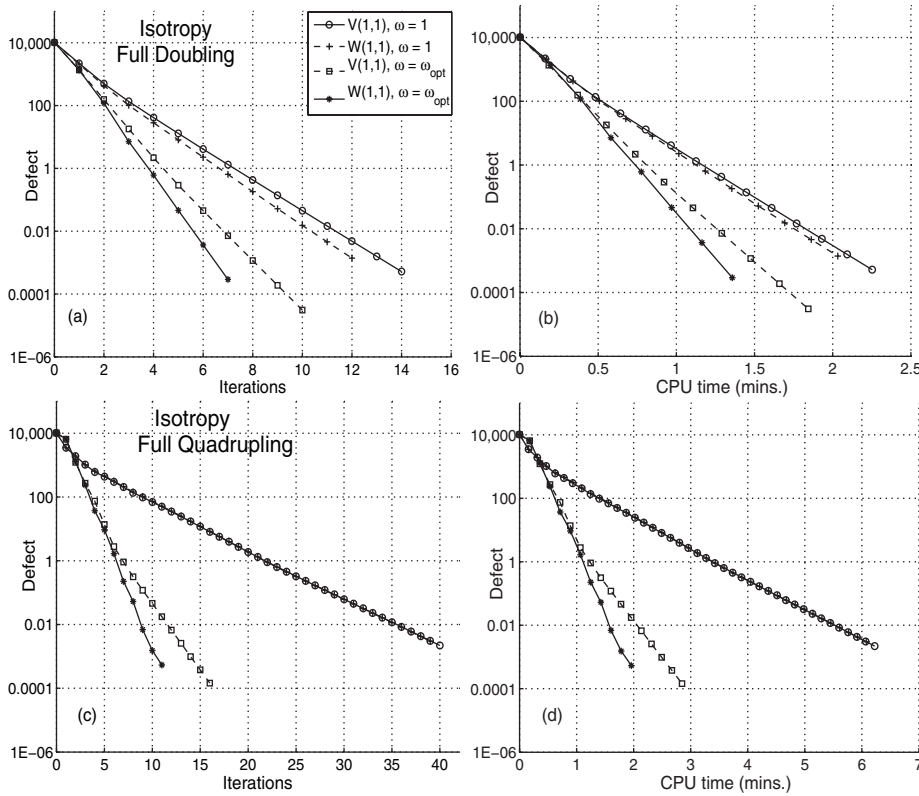 Isotropy
Full Doubling
V(1,1), ω = 1
W(1,1), ω = 1
V(1,1), ω = ω_opt
W(1,1), ω = ω_opt
Defect
10,000
100
1
0.01
0.0001
1E−06
(a)
0 2 4 6 8 10 12 14 16
Iterations
Defect
10,000
100
1
0.01
0.0001
1E−06
(b)
0 0.5 1 1.5 2 2.5
CPU time (mins.)
Isotropy
Full Quadrupling
Defect
10,000
100
1
0.01
0.0001
1E−06
(c)
0 5 10 15 20 25 30 35 40
Iterations
Defect
10,000
100
1
0.01
0.0001
1E−06
(d)
0 1 2 3 4 5 6 7
CPU time (mins.)